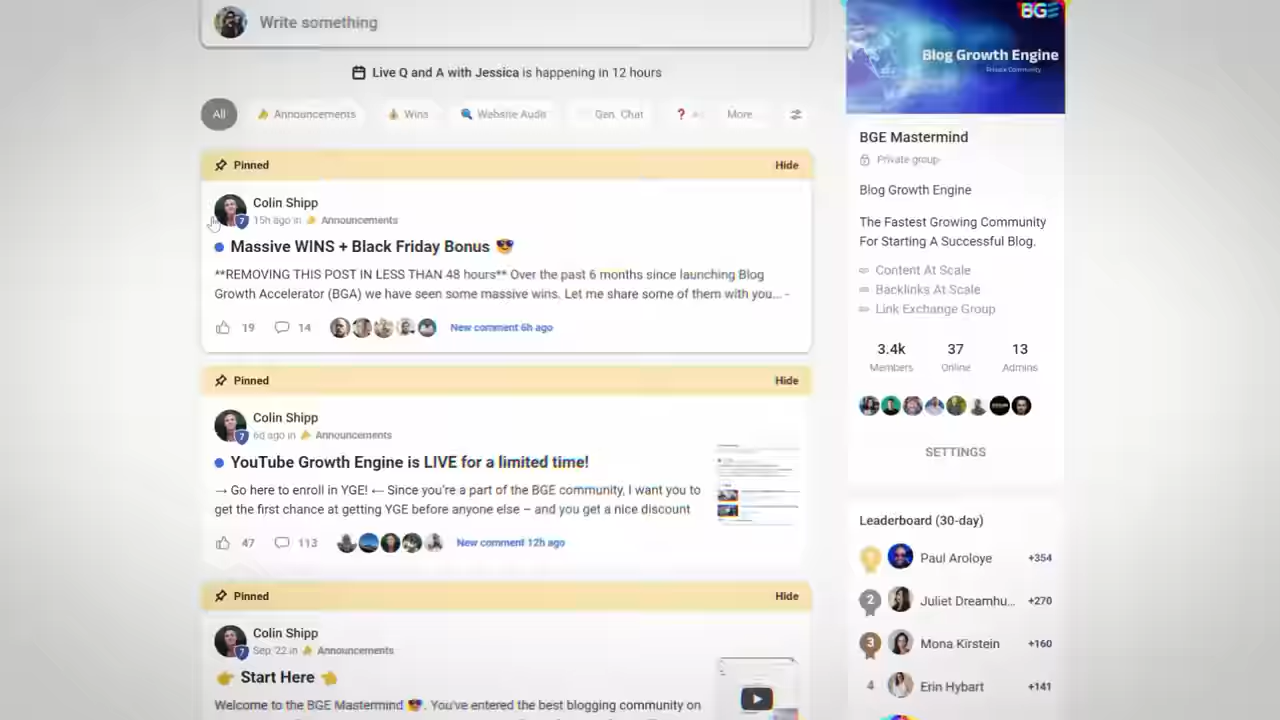 Write something
Live Q and A with Jessica is happening in 12 hours
All
Announcements
Wins
Website Audit
Gen. Chat
More
Pinned
Hide
Colin Shipp
7
15h ago in Announcements
Massive WINS + Black Friday Bonus
**REMOVING THIS POST IN LESS THAN 48 hours** Over the past 6 months since launching Blog
Growth Accelerator (BGA) we have seen some massive wins. Let me share some of them with you... -
19
14
New comment 6h ago
Pinned
Hide
Colin Shipp
7
6d ago in Announcements
YouTube Growth Engine is LIVE for a limited time!
→ Go here to enroll in YGE! ← Since you're a part of the BGE community, I want you to
get the first chance at getting YGE before anyone else – and you get a nice discount
47
113
New comment 12h ago
Pinned
Hide
Colin Shipp
7
Sep '22 in Announcements
Start Here
Welcome to the BGE Mastermind 😎. You've entered the best blogging community on
BGE
Blog Growth Engine
Private Community
BGE Mastermind
Private group
Blog Growth Engine
The Fastest Growing Community
For Starting A Successful Blog.
Content At Scale
Backlinks At Scale
Link Exchange Group
3.4k
Members
37
Online
13
Admins
SETTINGS
Leaderboard (30-day)
Paul Aroloye +354
2 Juliet Dreamhu... +270
3 Mona Kirstein +160
4 Erin Hybart +141